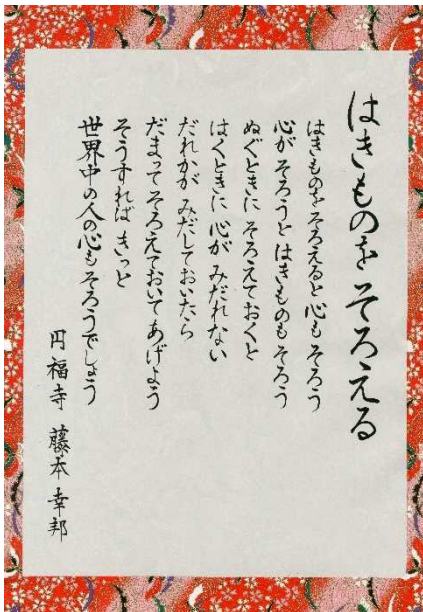 はきものを そろえる
はきものを そろえると 心も そろう
心が そろうと はきものも そろう
ぬぐときに そろえておくと
はくときに 心が みだれない
だれかが みだしておいたら
だまって そろえておいてあげよう
そうすれば きっと
世界中の 人の心も そろうでしょう
円福寺 藤本幸邦